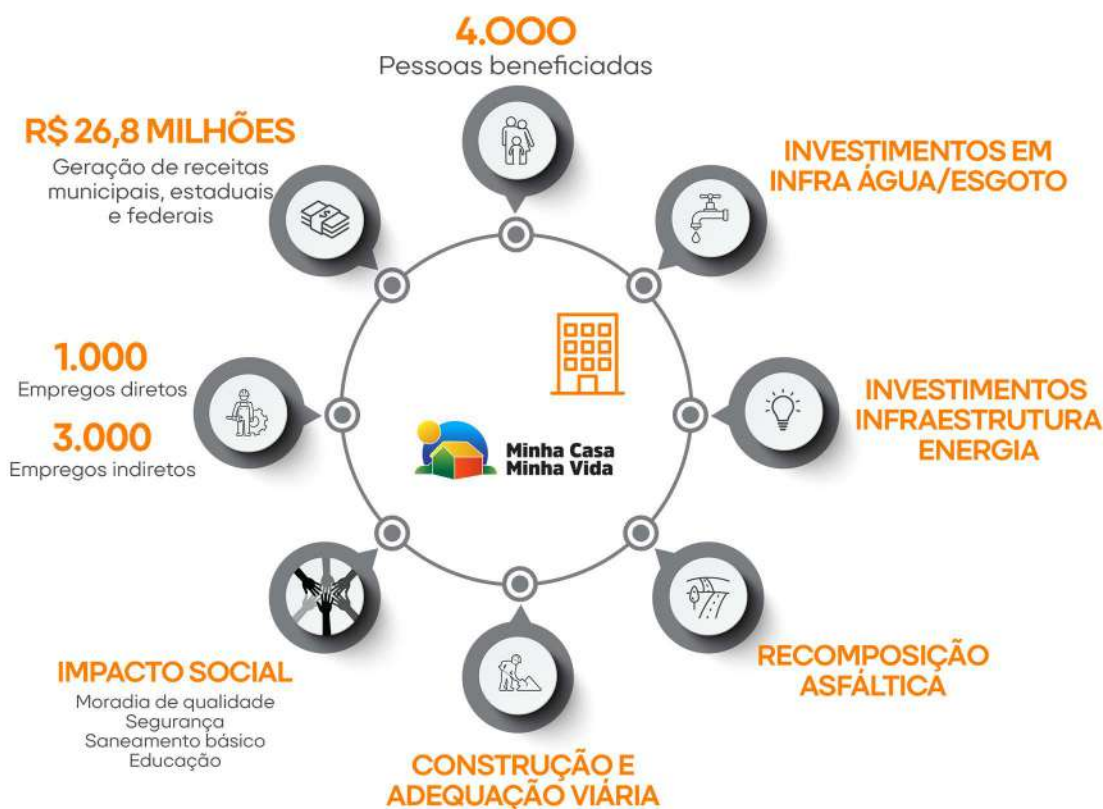 4.000
Pessoas beneficiadas
R$ 26,8 MILHÕES
Geração de receitas
municipais, estaduais
e federais
INVESTIMENTOS EM
INFRA ÁGUA/ESGOTO
1.000
Empregos diretos
3.000
Empregos indiretos
Minha Casa
Minha Vida
INVESTIMENTOS
INFRAESTRUTURA
ENERGIA
IMPACTO SOCIAL
Moradia de qualidade
Segurança
Saneamento básico
Educação
CONSTRUÇÃO E
ADEQUAÇÃO VIÁRIA
RECOMPOSIÇÃO
ASFÁLTICA